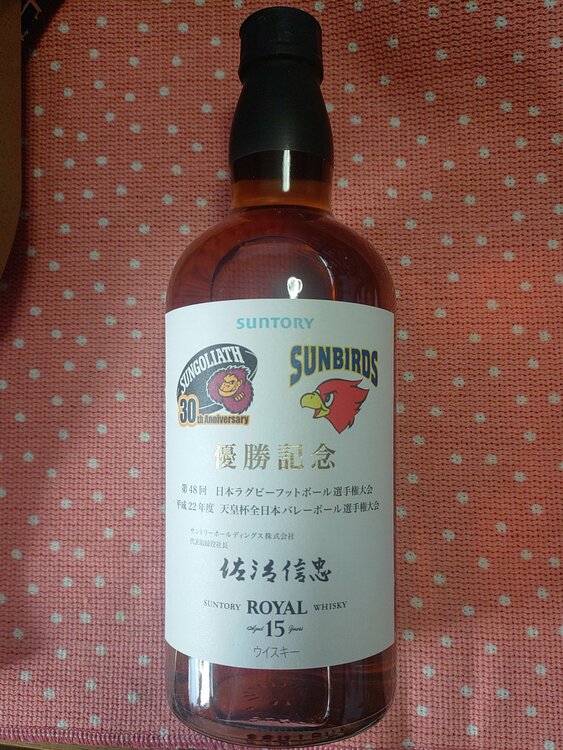 SUNTORY
SUNGOLIATH
30th Anniversary
SUNBIRDS
優勝記念
第48回 日本ラグビーフットボール選手権大会
平成22年度 天皇杯全日本バレーボール選手権大会
サントリーホールディングス株式会社
代表取締役社長
佐治信忠
SUNTORY ROYAL WHISKY
Aged 15 Years
ウイスキー